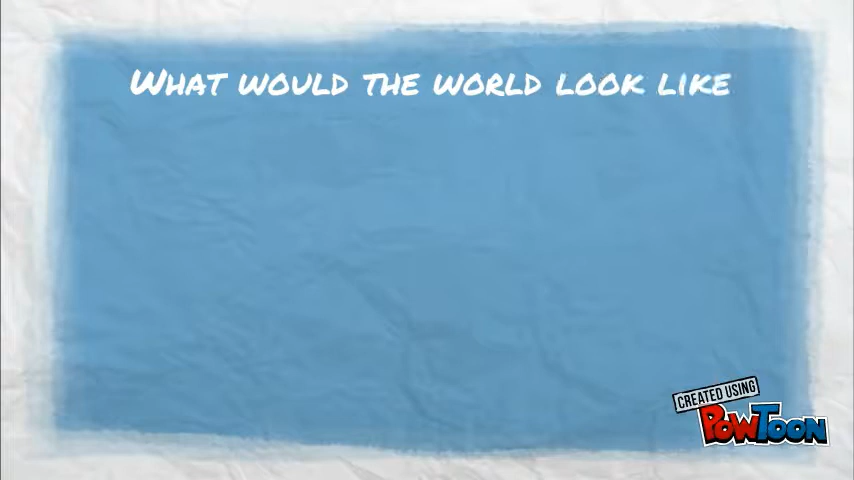 WHAT WOULD THE WORLD LOOK LIKE
CREATED USING
POWTOON